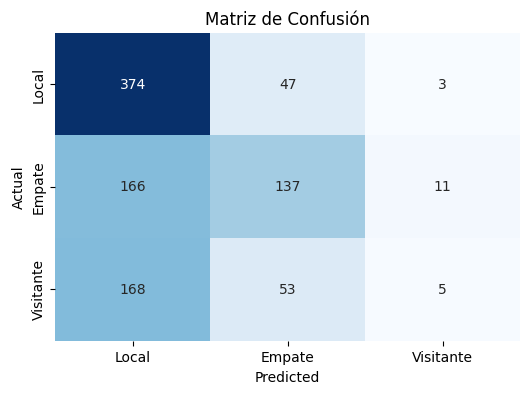 Matriz de Confusión
Actual
Local
374
47
3
Empate
166
137
11
Visitante
168
53
5
Local
Empate
Visitante
Predicted